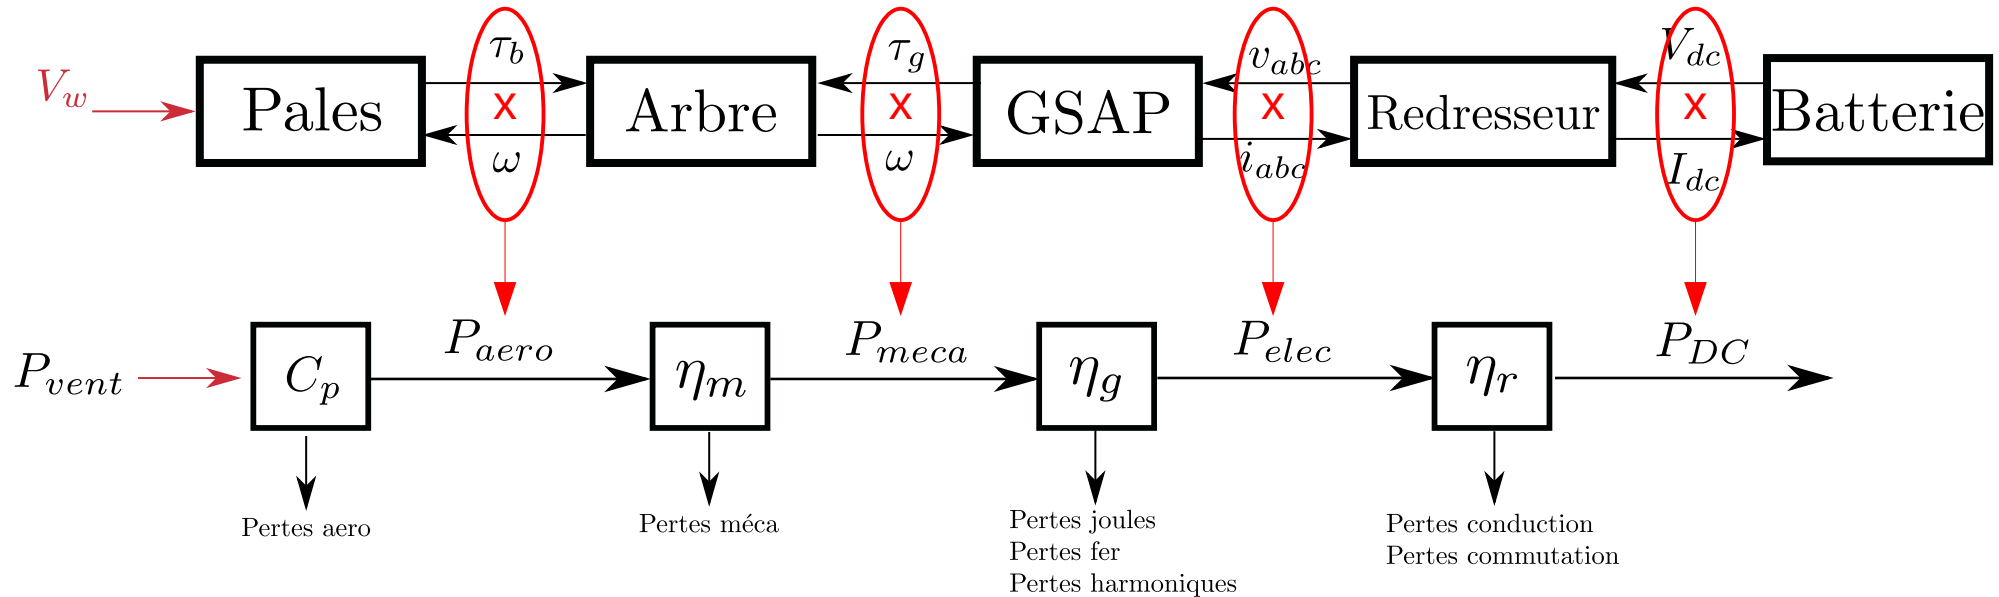 V_w
Pales
τ_b
x
ω
Arbre
τ_g
x
ω
GSAP
v_abc
x
i_abc
Redresseur
V_dc
x
I_dc
Batterie
P_vent
C_p
P_aero
η_m
P_meca
η_g
P_elec
η_r
P_DC
Pertes aero
Pertes méca
Pertes joules
Pertes fer
Pertes harmoniques
Pertes conduction
Pertes commutation